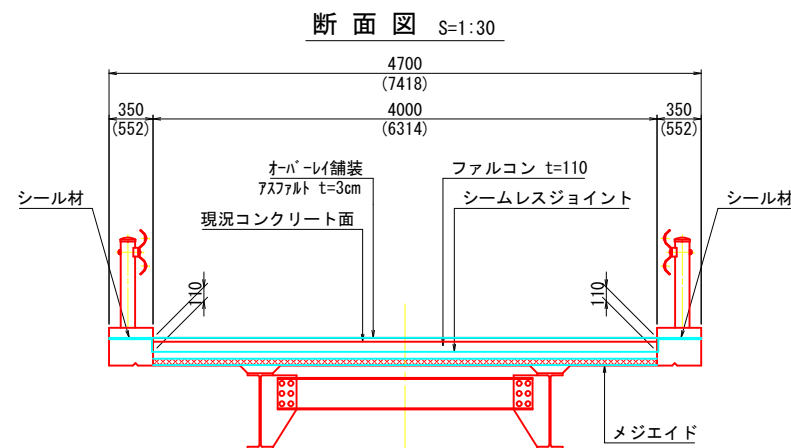 断面図 S=1:30
4700
(7418)
350
(552)
4000
(6314)
350
(552)
オーバーレイ舗装
アスファルト t=3cm
ファルコン t=110
シール材
シームレスジョイント
シール材
現況コンクリート面
110
110
メジエイド